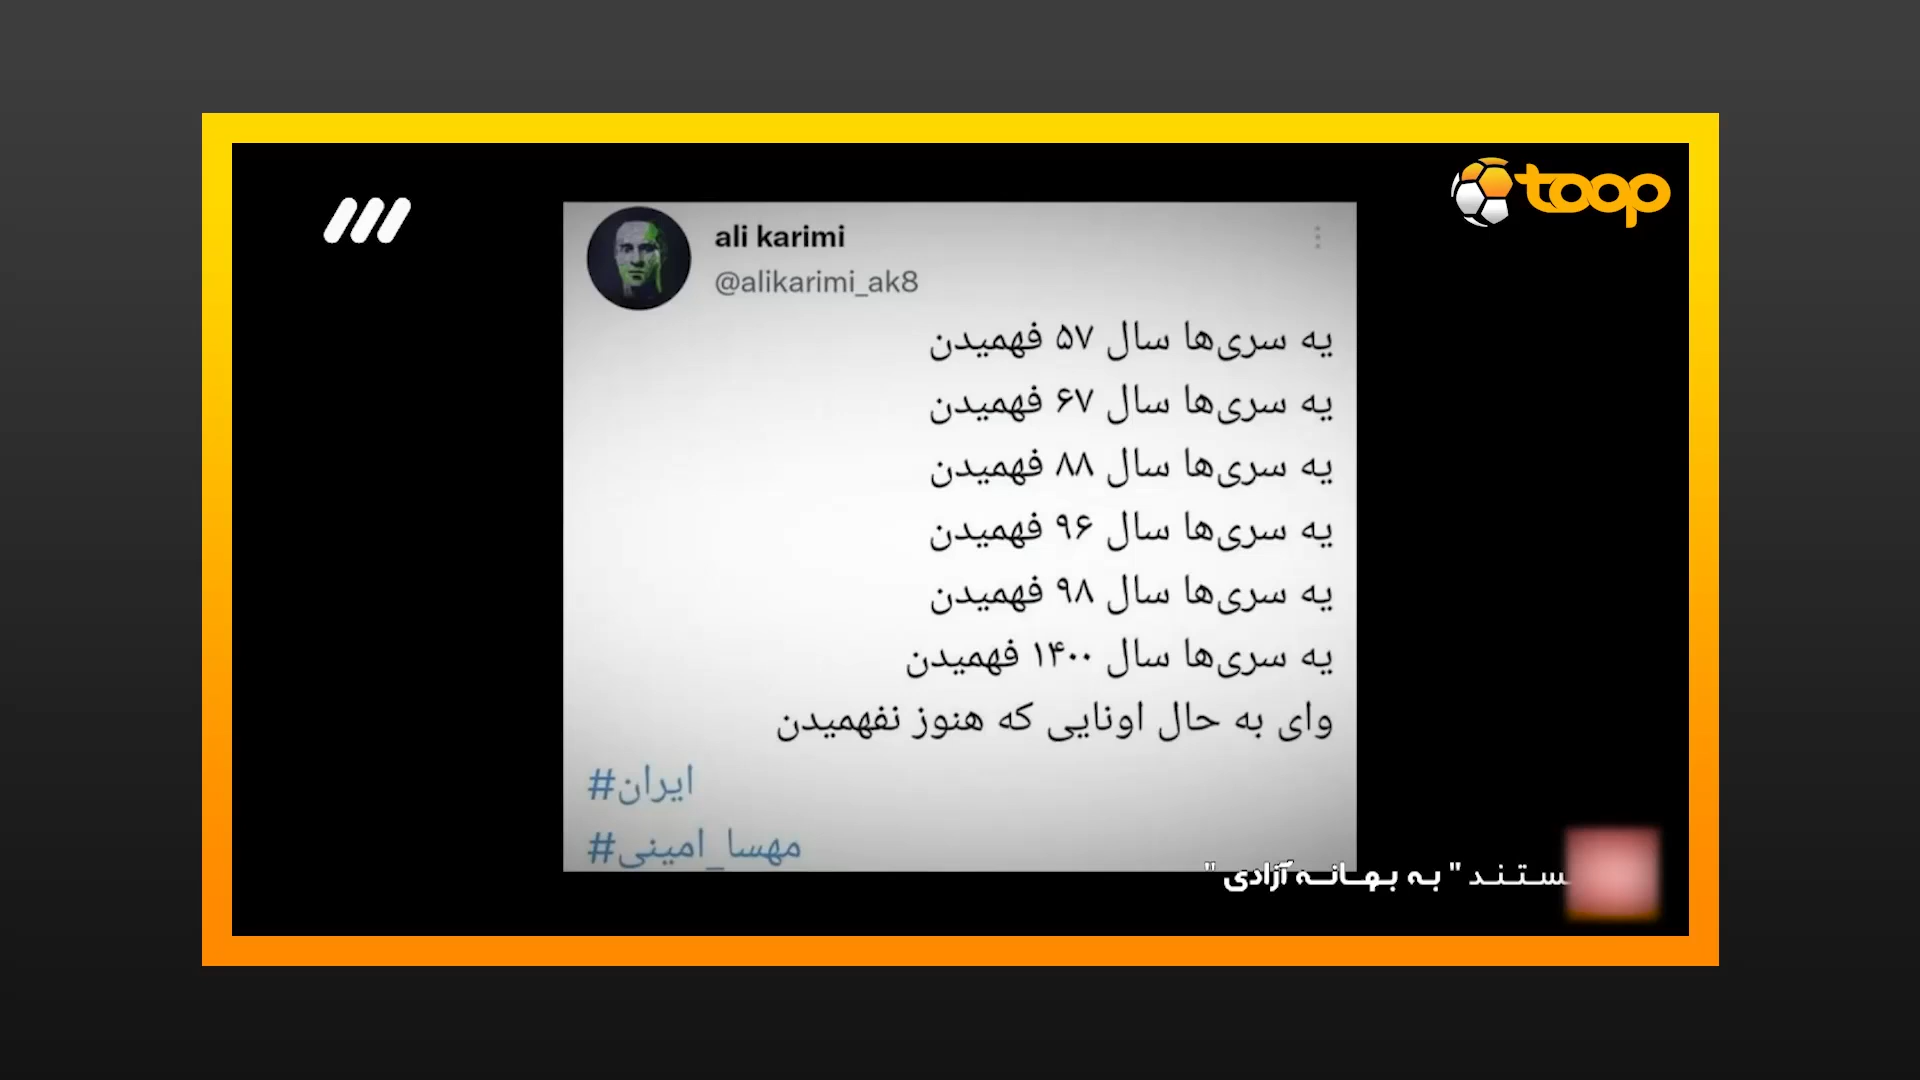 toop
ali karimi
@alikarimi_ak8
یه سری‌ها سال ۵۷ فهمیدن
یه سری‌ها سال ۶۷ فهمیدن
یه سری‌ها سال ۸۸ فهمیدن
یه سری‌ها سال ۹۶ فهمیدن
یه سری‌ها سال ۹۸ فهمیدن
یه سری‌ها سال ۱۴۰۰ فهمیدن
وای به حال اونایی که هنوز نفهمیدن
#ایران
#مهسا_امینی
" به بهانه آزادی "